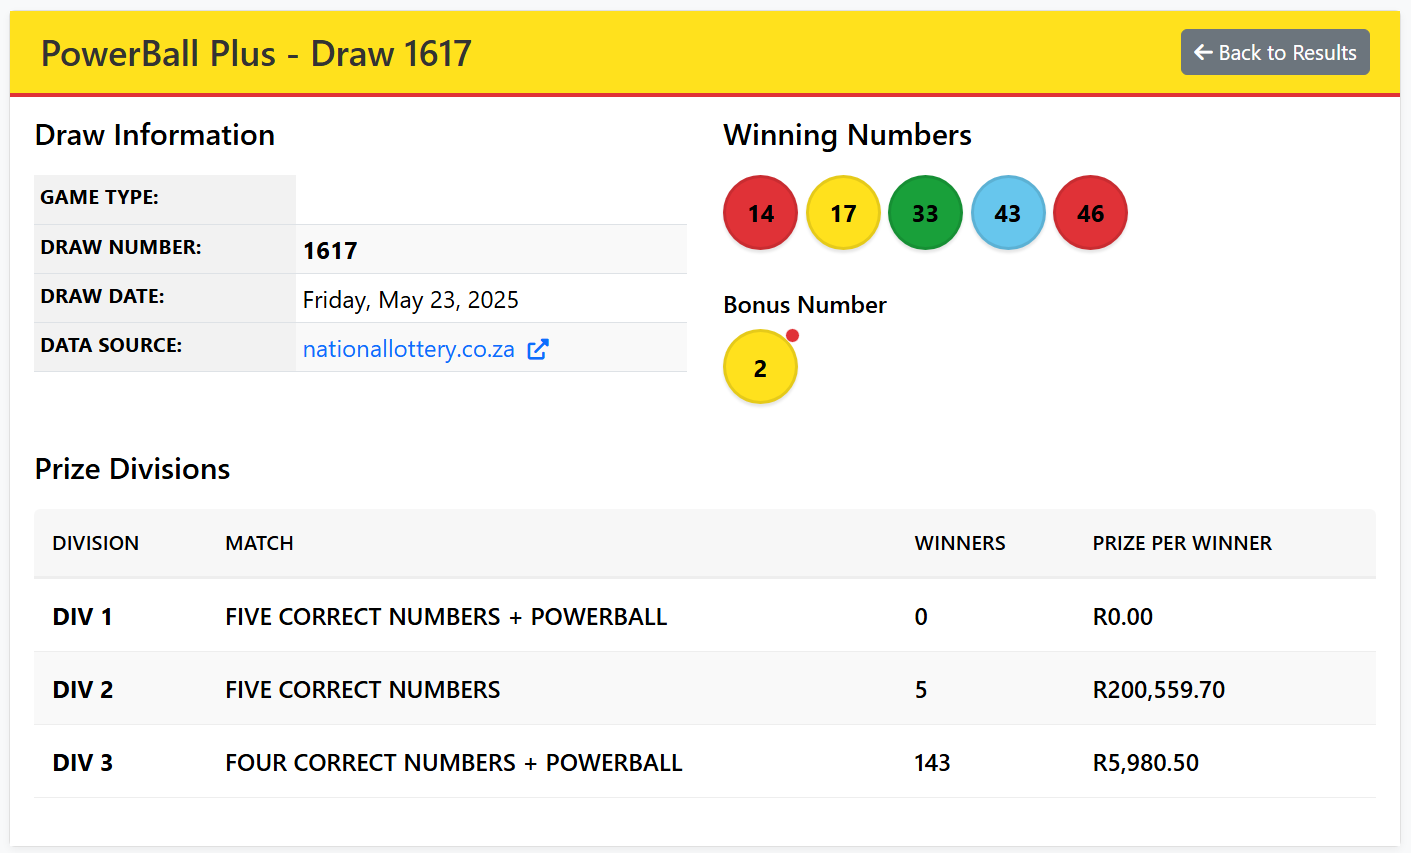 PowerBall Plus - Draw 1617
Back to Results
Draw Information
GAME TYPE:
DRAW NUMBER: 1617
DRAW DATE: Friday, May 23, 2025
DATA SOURCE: nationallottery.co.za
Winning Numbers
14 17 33 43 46
Bonus Number
2
Prize Divisions
DIVISION MATCH WINNERS PRIZE PER WINNER
DIV 1 FIVE CORRECT NUMBERS + POWERBALL 0 R0.00
DIV 2 FIVE CORRECT NUMBERS 5 R200,559.70
DIV 3 FOUR CORRECT NUMBERS + POWERBALL 143 R5,980.50